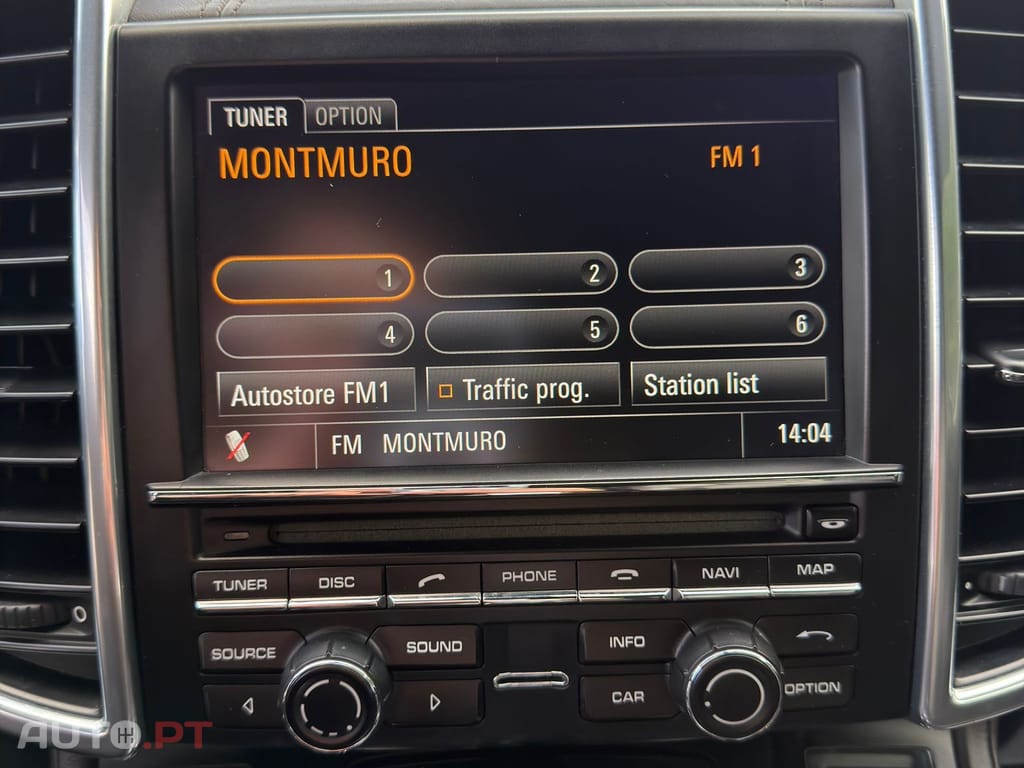 TUNER OPTION
MONTMURO FM 1
1 2 3
4 5 6
Autostore FM1 Traffic prog. Station list
FM MONTMURO 14:04
TUNER DISC PHONE NAVI MAP
SOURCE SOUND INFO
CAR OPTION
AUTO.PT